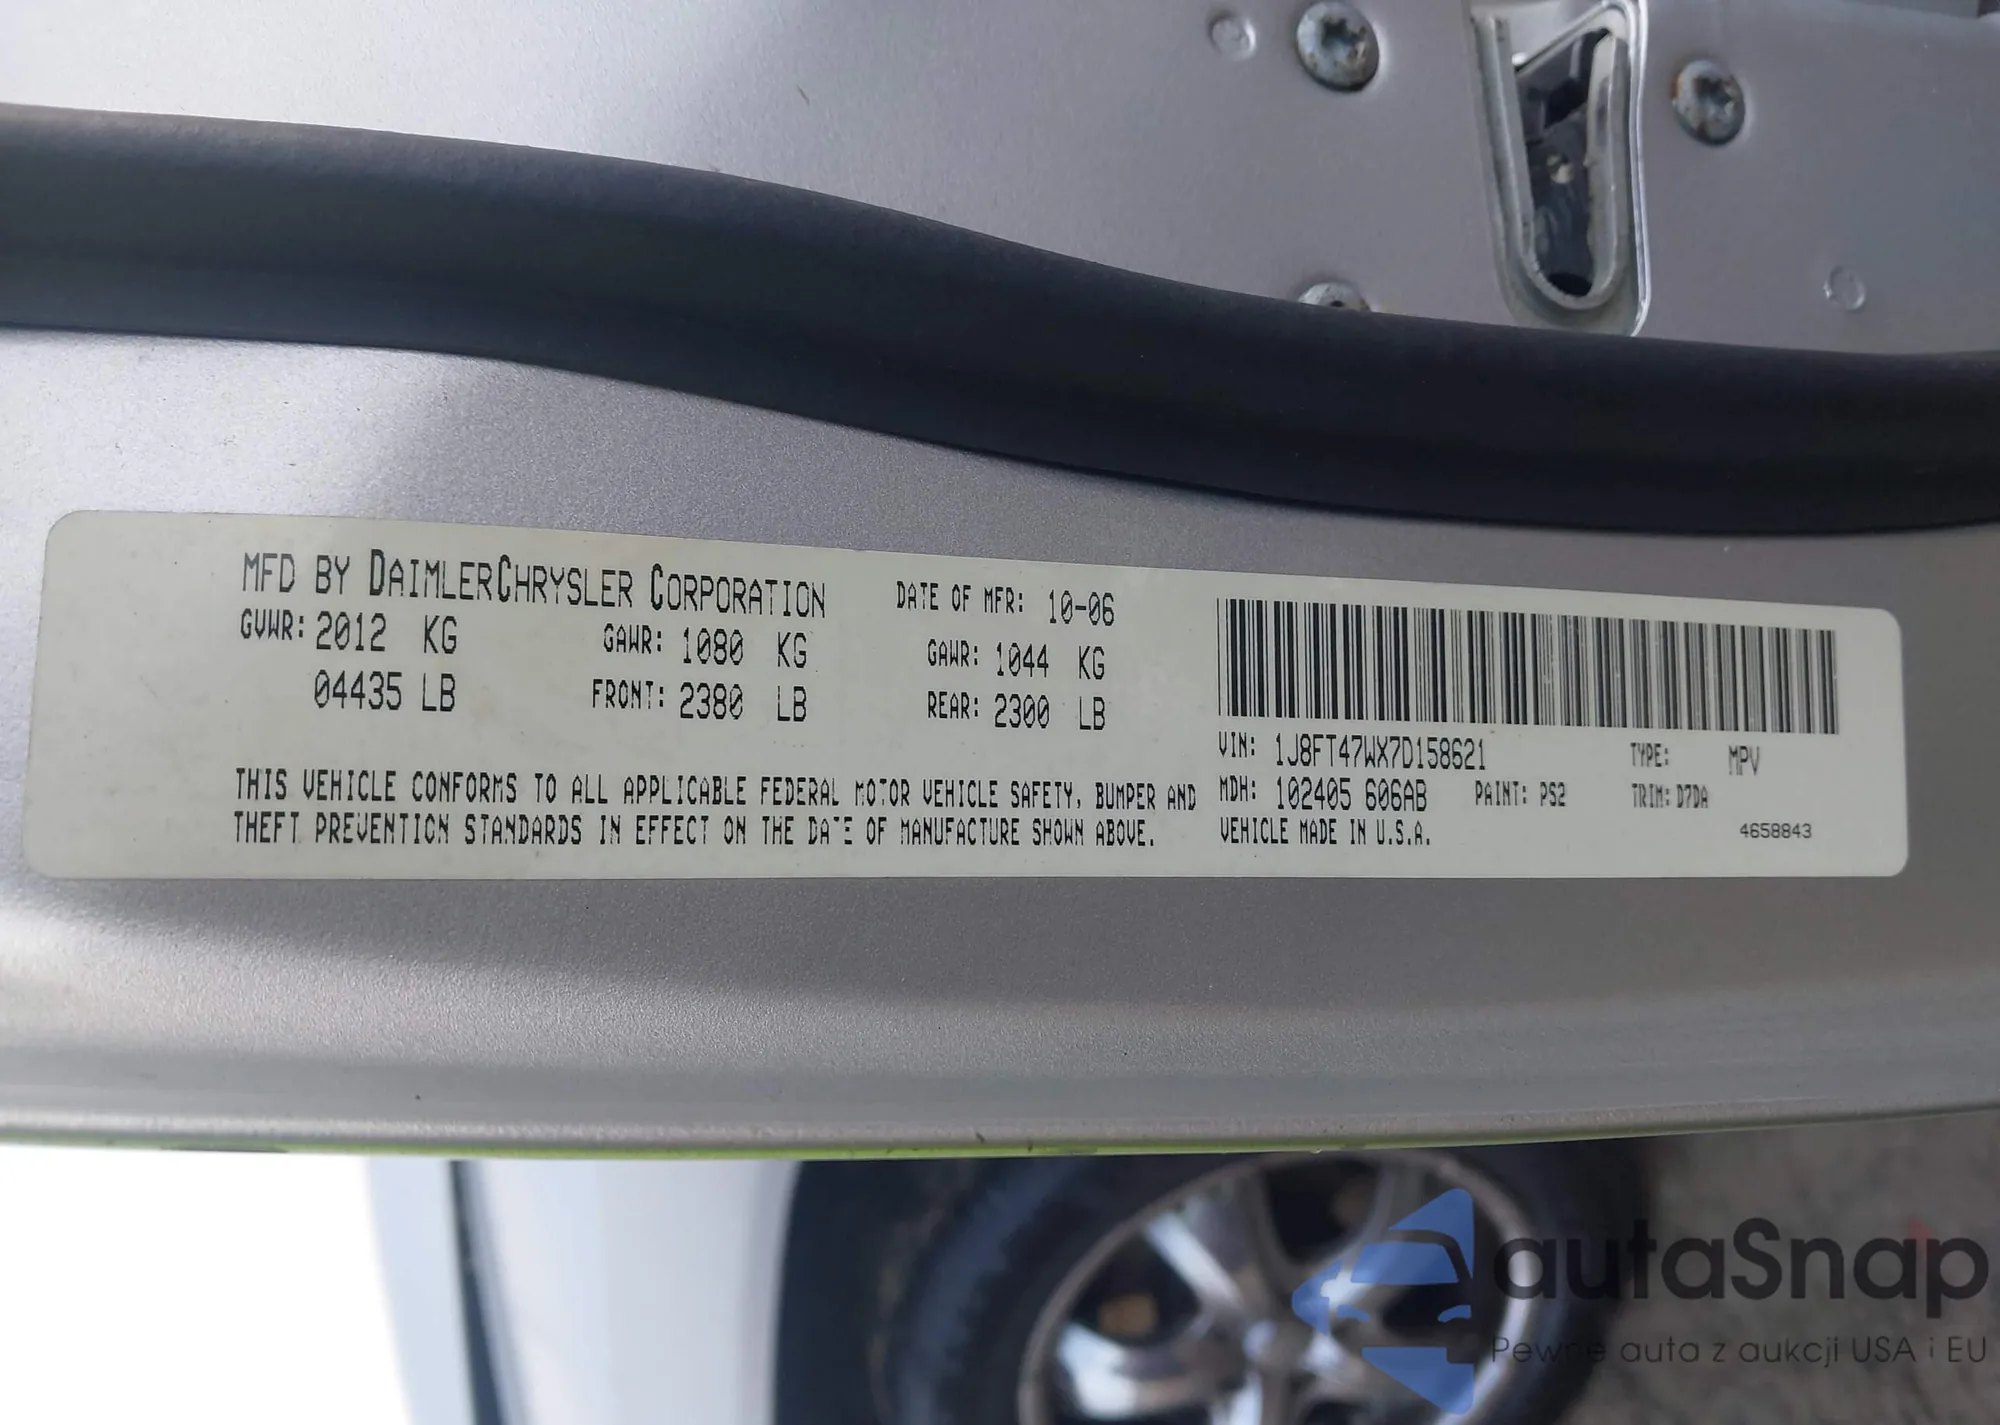 MFD BY DAIMLERCHRYSLER CORPORATION DATE OF MFR: 10-06
GVWR: 2012 KG GAWR: 1080 KG GAWR: 1044 KG
04435 LB FRONT: 2380 LB REAR: 2300 LB
THIS VEHICLE CONFORMS TO ALL APPLICABLE FEDERAL MOTOR VEHICLE SAFETY, BUMPER AND
THEFT PREVENTION STANDARDS IN EFFECT ON THE DATE OF MANUFACTURE SHOWN ABOVE.
VIN: 1J8FT47WX7D158621 TYPE: MPV
MDH: 102405 606AB PAINT: PS2 TRIM: D7DA
VEHICLE MADE IN U.S.A. 4658843
autaSnap
Pewne auta z aukcji USA i EU